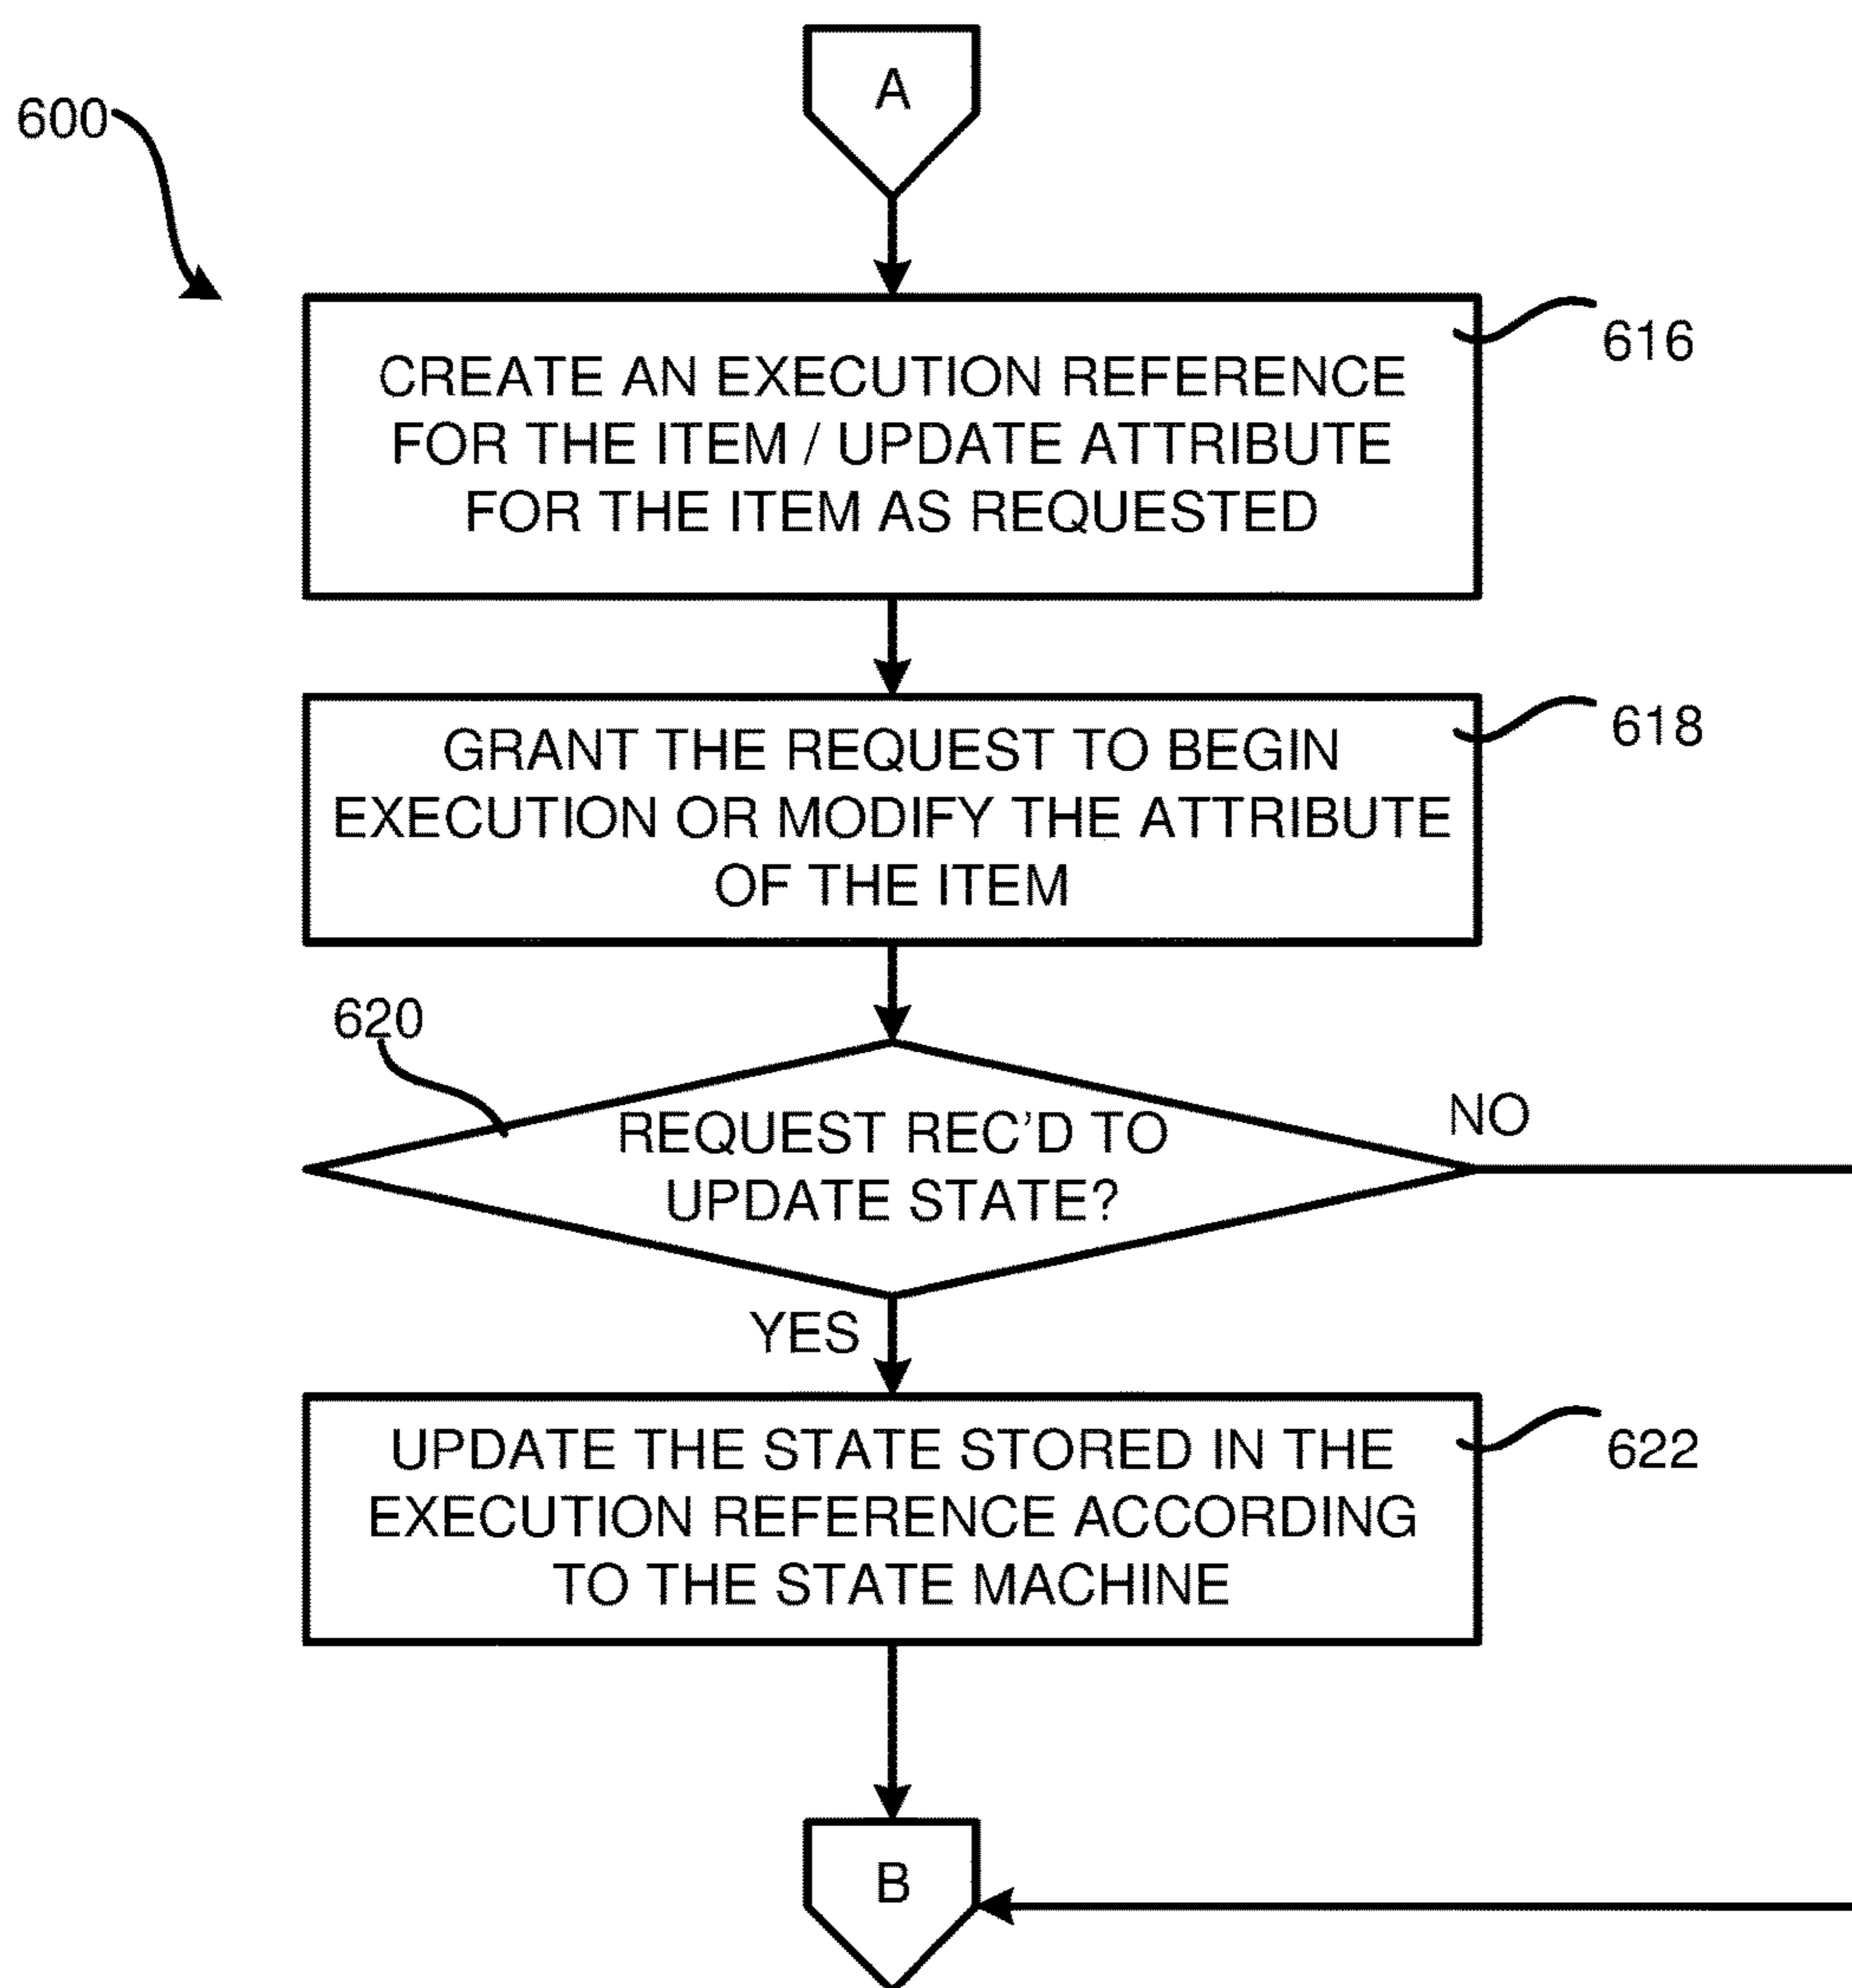 A
600
CREATE AN EXECUTION REFERENCE
FOR THE ITEM / UPDATE ATTRIBUTE
FOR THE ITEM AS REQUESTED
616
GRANT THE REQUEST TO BEGIN
EXECUTION OR MODIFY THE ATTRIBUTE
OF THE ITEM
618
620
REQUEST REC'D TO
UPDATE STATE?
NO
YES
UPDATE THE STATE STORED IN THE
EXECUTION REFERENCE ACCORDING
TO THE STATE MACHINE
622
B